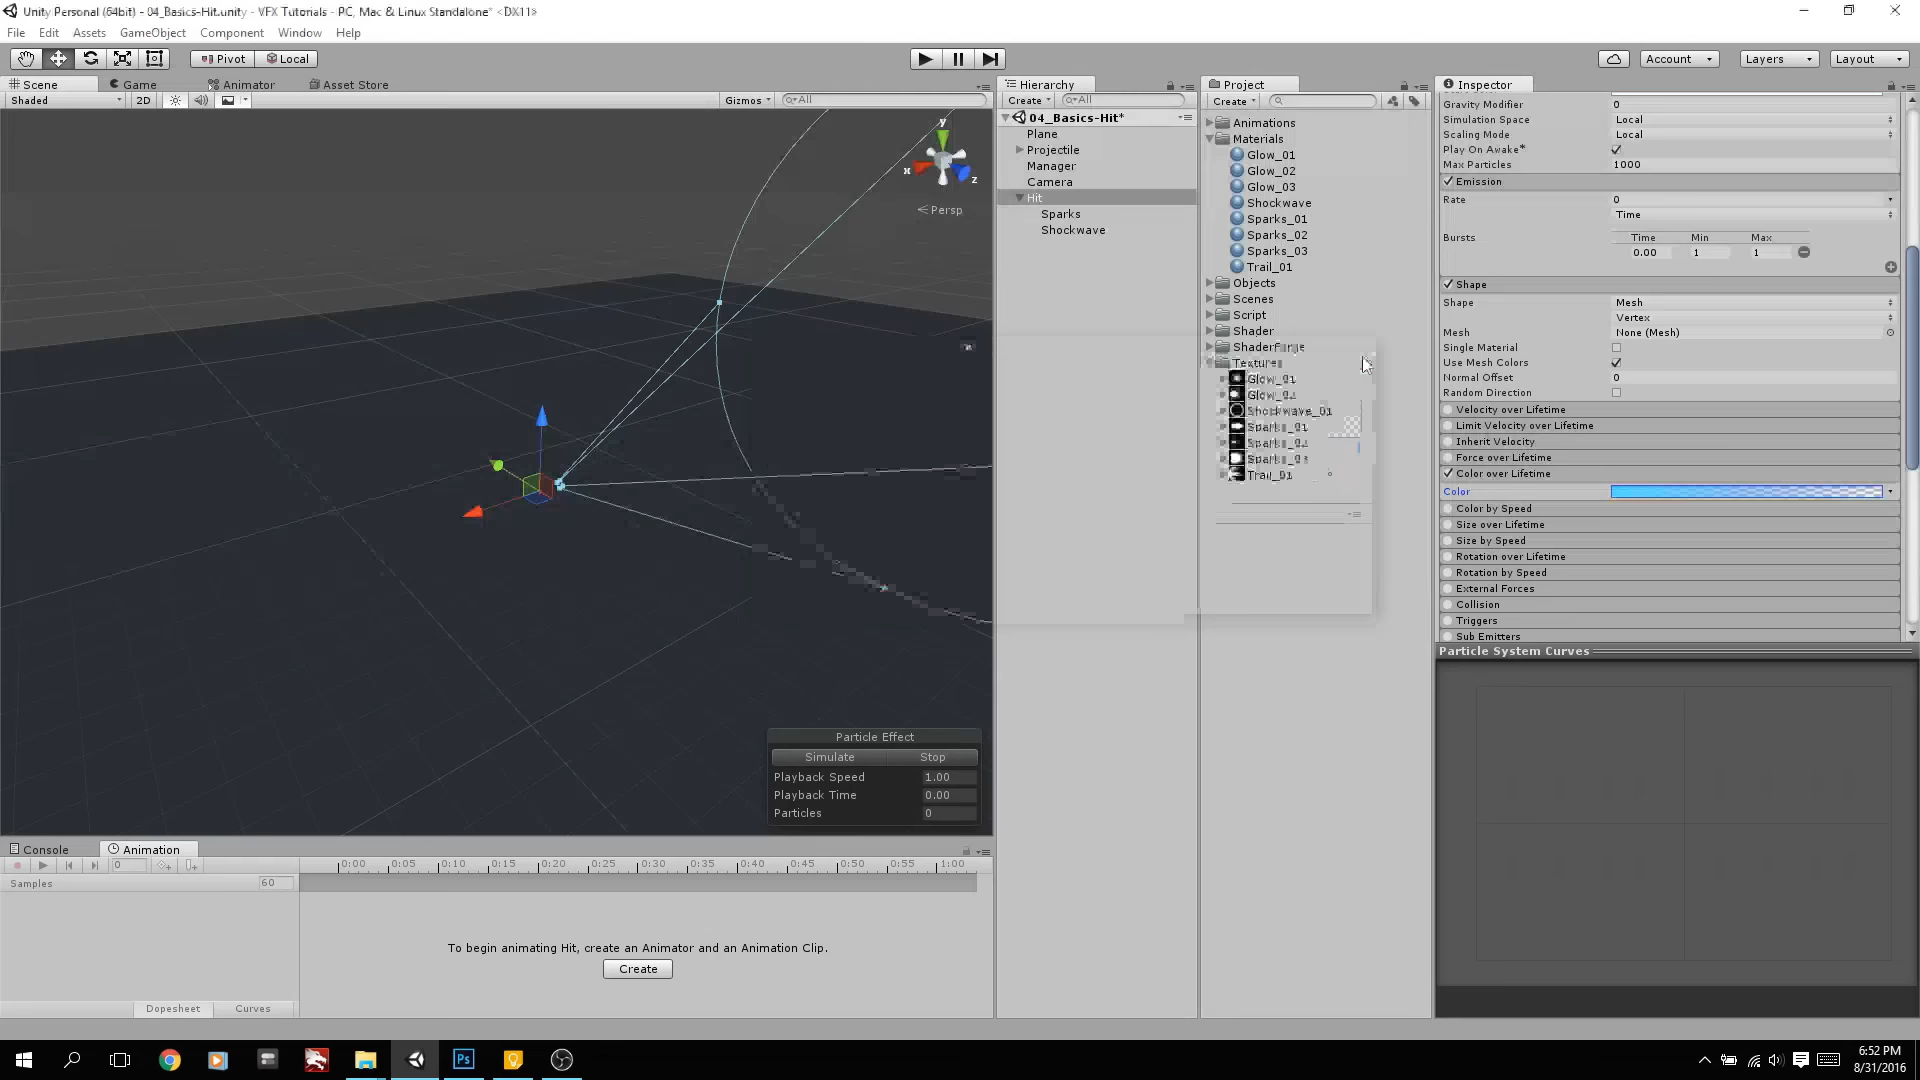 Unity Personal (64bit) - 04_Basics-Hit.unity - VFX Tutorials - PC, Mac & Linux Standalone* <DX11>
File Edit Assets GameObject Component Window Help
Pivot Local Account Layers Layout
Scene Game Animator Asset Store Hierarchy Project Inspector
Shaded 2D Gizmos All Create All Create
Gravity Modifier 0
Simulation Space Local
Scaling Mode Local
Play On Awake*
Max Particles 1000
Emission
Rate 0
Time
Bursts Time Min Max
0.00 1 1
Shape
Shape Mesh
Vertex
Mesh None (Mesh)
Single Material
Use Mesh Colors
Normal Offset 0
Random Direction
Velocity over Lifetime
Limit Velocity over Lifetime
Inherit Velocity
Force over Lifetime
Color over Lifetime
Color
Color by Speed
Size over Lifetime
Size by Speed
Rotation over Lifetime
Rotation by Speed
External Forces
Collision
Triggers
Sub Emitters
Particle System Curves
04_Basics-Hit*
Plane
Projectile
Manager
Camera
Hit
Sparks
Shockwave
Animations
Materials
Glow_01
Glow_02
Glow_03
Shockwave
Sparks_01
Sparks_02
Sparks_03
Trail_01
Objects
Scenes
Script
Shader
ShaderForge
Textures
Glow_01
Shockwave_01
Sparks_01
Trail_01
y
x
z
Persp
Particle Effect
Simulate Stop
Playback Speed 1.00
Playback Time 0.00
Particles 0
Console Animation
0 0:00 0:05 0:10 0:15 0:20 0:25 0:30 0:35 0:40 0:45 0:50 0:55 1:00
Samples 60
To begin animating Hit, create an Animator and an Animation Clip.
Create
Dopesheet Curves
Ps
6:52 PM
8/31/2016